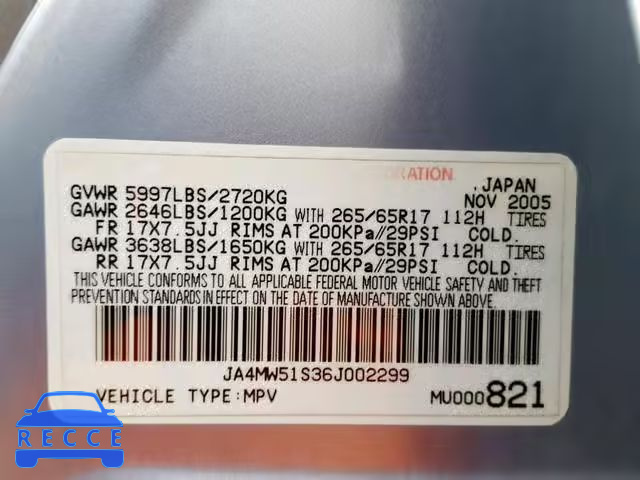 ORATION.
, JAPAN
GVWR 5997LBS/2720KG NOV 2005
GAWR 2646LBS/1200KG WITH 265/65R17 112H TIRES
FR 17X7.5JJ RIMS AT 200KPa//29PSI COLD.
GAWR 3638LBS/1650KG WITH 265/65R17 112H TIRES
RR 17X7.5JJ RIMS AT 200KPa//29PSI COLD.
THIS VEHICLE CONFORMS TO ALL APPLICABLE FEDERAL MOTOR VEHICLE SAFETY AND THEFT
PREVENTION STANDARDS IN EFFECT ON THE DATE OF MANUFACTURE SHOWN ABOVE.
JA4MW51S36J002299
VEHICLE TYPE:MPV MU000821